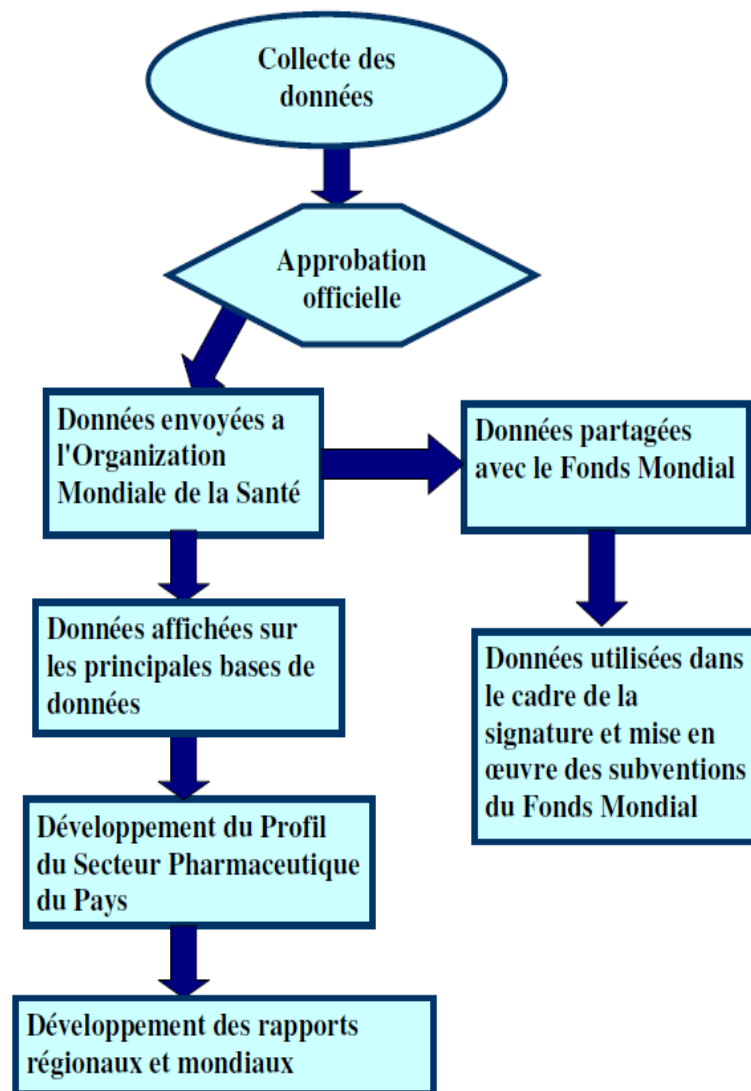 Collecte des
données
Approbation
officielle
Données envoyées a
l'Organization
Mondiale de la Santé
Données partagées
avec le Fonds Mondial
Données affichées sur
les principales bases de
données
Données utilisées dans
le cadre de la
signature et mise en
œuvre des subventions
du Fonds Mondial
Développement du Profil
du Secteur Pharmaceutique
du Pays
Développement des rapports
régionaux et mondiaux